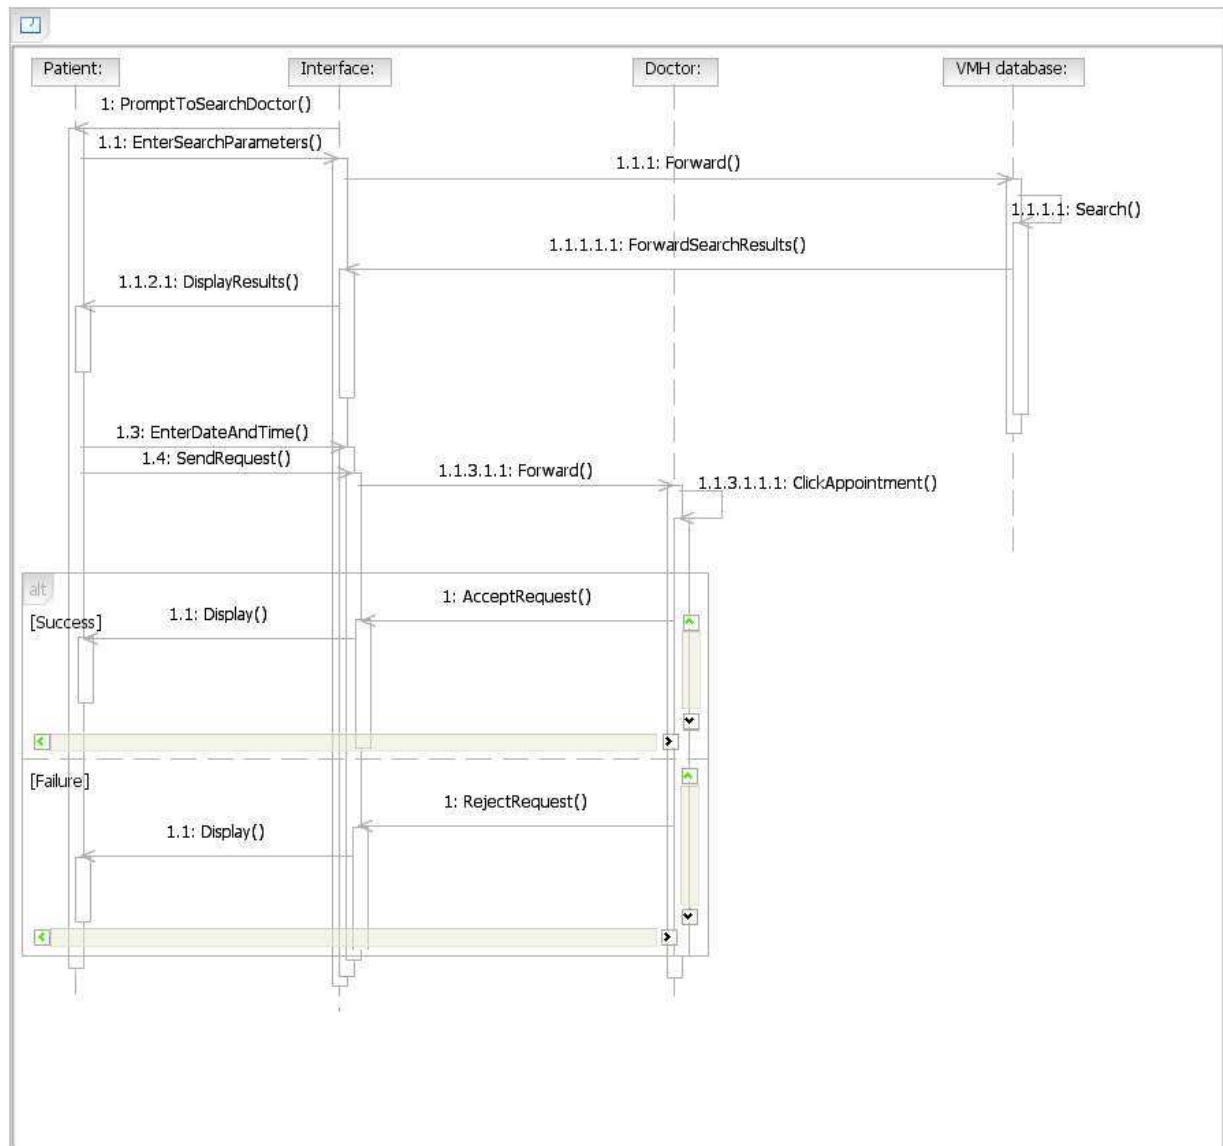 Patient:
Interface:
Doctor:
VMH database:
1: PromptToSearchDoctor()
1.1: EnterSearchParameters()
1.1.1: Forward()
1.1.1.1: Search()
1.1.1.1.1: ForwardSearchResults()
1.1.2.1: DisplayResults()
1.3: EnterDateAndTime()
1.4: SendRequest()
1.1.3.1.1: Forward()
1.1.3.1.1.1: ClickAppointment()
alt
1: AcceptRequest()
1.1: Display()
[Success]
[Failure]
1: RejectRequest()
1.1: Display()